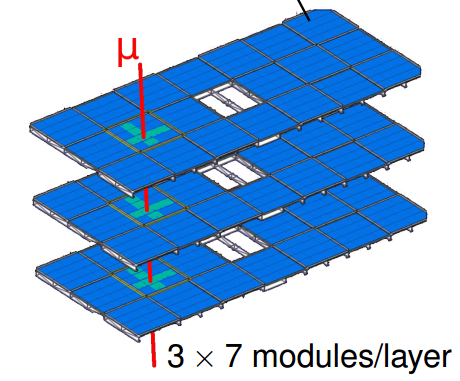 μ
3 × 7 modules/layer